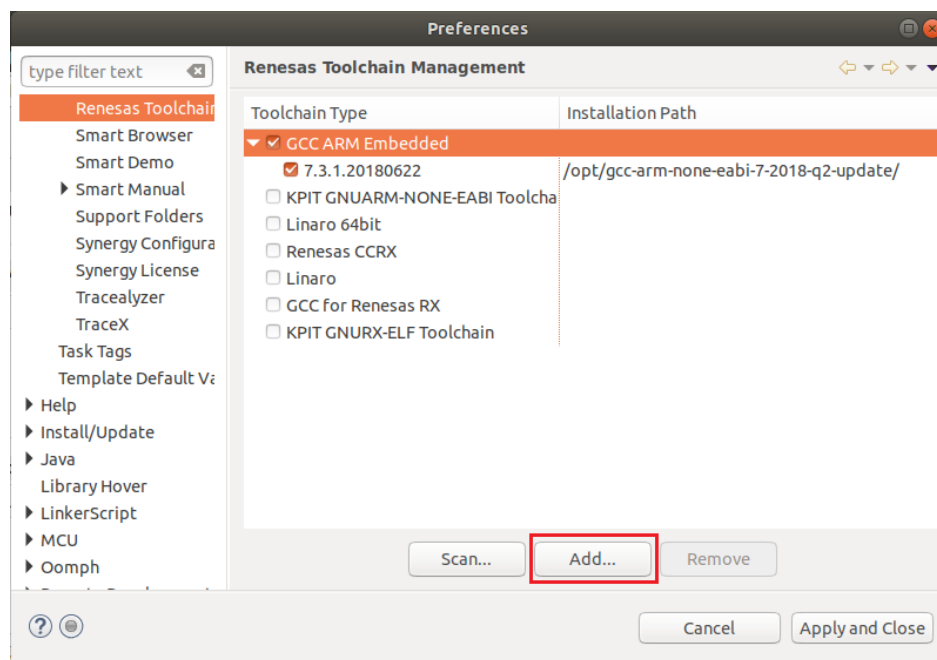 Preferences
type filter text
Renesas Toolchain Management
Renesas Toolchain
Smart Browser
Smart Demo
Smart Manual
Support Folders
Synergy Configura
Synergy License
Tracealyzer
TraceX
Task Tags
Template Default Va
Help
Install/Update
Java
Library Hover
LinkerScript
MCU
Oomph
Toolchain Type Installation Path
GCC ARM Embedded
7.3.1.20180622 /opt/gcc-arm-none-eabi-7-2018-q2-update/
KPIT GNUARM-NONE-EABI Toolcha
Linaro 64bit
Renesas CCRX
Linaro
GCC for Renesas RX
KPIT GNURX-ELF Toolchain
Scan... Add... Remove
? Cancel Apply and Close